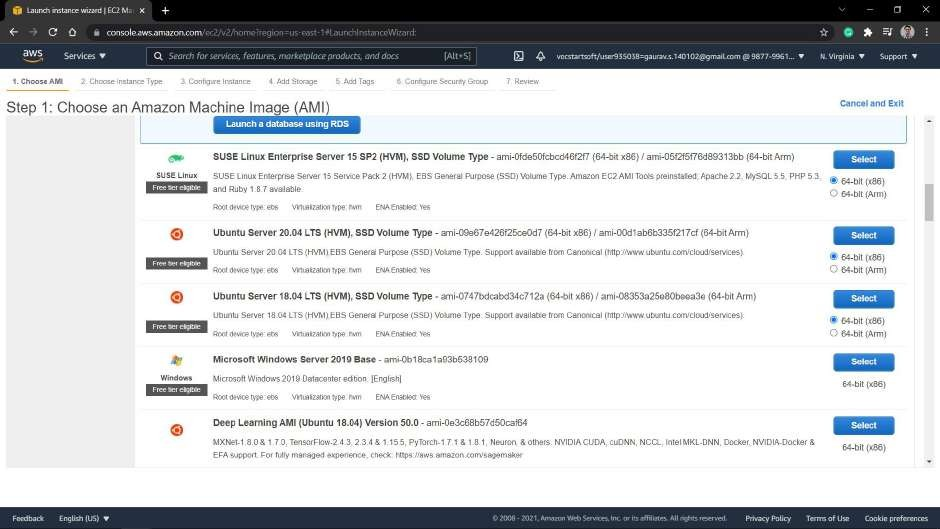 Launch instance wizard | EC2 Man
console.aws.amazon.com/ec2/v2/home?region=us-east-1#LaunchInstanceWizard:
aws
Services
Search for services, features, marketplace products, and docs
[Alt+S]
vocstartsoft/user935038=gaurav.s.140102@gmail.com @ 9877-9961...
N. Virginia
Support
1. Choose AMI
2. Choose Instance Type
3. Configure Instance
4. Add Storage
5. Add Tags
6. Configure Security Group
7. Review
Step 1: Choose an Amazon Machine Image (AMI)
Cancel and Exit
Launch a database using RDS
SUSE Linux
Free tier eligible
SUSE Linux Enterprise Server 15 SP2 (HVM), SSD Volume Type - ami-0fde50fcbcd46f2f7 (64-bit x86) / ami-05f2f5f76d89313bb (64-bit Arm)
SUSE Linux Enterprise Server 15 Service Pack 2 (HVM), EBS General Purpose (SSD) Volume Type. Amazon EC2 AMI Tools preinstalled; Apache 2.2, MySQL 5.5, PHP 5.3,
and Ruby 1.8.7 available
Root device type: ebs Virtualization type: hvm ENA Enabled: Yes
Select
64-bit (x86)
64-bit (Arm)
Free tier eligible
Ubuntu Server 20.04 LTS (HVM), SSD Volume Type - ami-09e67e426f25ce0d7 (64-bit x86) / ami-00d1ab6b335f217cf (64-bit Arm)
Ubuntu Server 20.04 LTS (HVM),EBS General Purpose (SSD) Volume Type. Support available from Canonical (http://www.ubuntu.com/cloud/services).
Root device type: ebs Virtualization type: hvm ENA Enabled: Yes
Select
64-bit (x86)
64-bit (Arm)
Free tier eligible
Ubuntu Server 18.04 LTS (HVM), SSD Volume Type - ami-0747bdcabd34c712a (64-bit x86) / ami-08353a25e80beea3e (64-bit Arm)
Ubuntu Server 18.04 LTS (HVM),EBS General Purpose (SSD) Volume Type. Support available from Canonical (http://www.ubuntu.com/cloud/services).
Root device type: ebs Virtualization type: hvm ENA Enabled: Yes
Select
64-bit (x86)
64-bit (Arm)
Windows
Free tier eligible
Microsoft Windows Server 2019 Base - ami-0b18ca1a93b538109
Microsoft Windows 2019 Datacenter edition. [English]
Root device type: ebs Virtualization type: hvm ENA Enabled: Yes
Select
64-bit (x86)
Deep Learning AMI (Ubuntu 18.04) Version 50.0 - ami-0e3c68b57d50caf64
MXNet-1.8.0 & 1.7.0, TensorFlow-2.4.3, 2.3.4 & 1.15.5, PyTorch-1.7.1 & 1.8.1, Neuron, & others. NVIDIA CUDA, cuDNN, NCCL, Intel MKL-DNN, Docker, NVIDIA-Docker &
EFA support. For fully managed experience, check: https://aws.amazon.com/sagemaker
Select
64-bit (x86)
Feedback
English (US)
© 2008 - 2021, Amazon Web Services, Inc. or its affiliates. All rights reserved.
Privacy Policy
Terms of Use
Cookie preferences